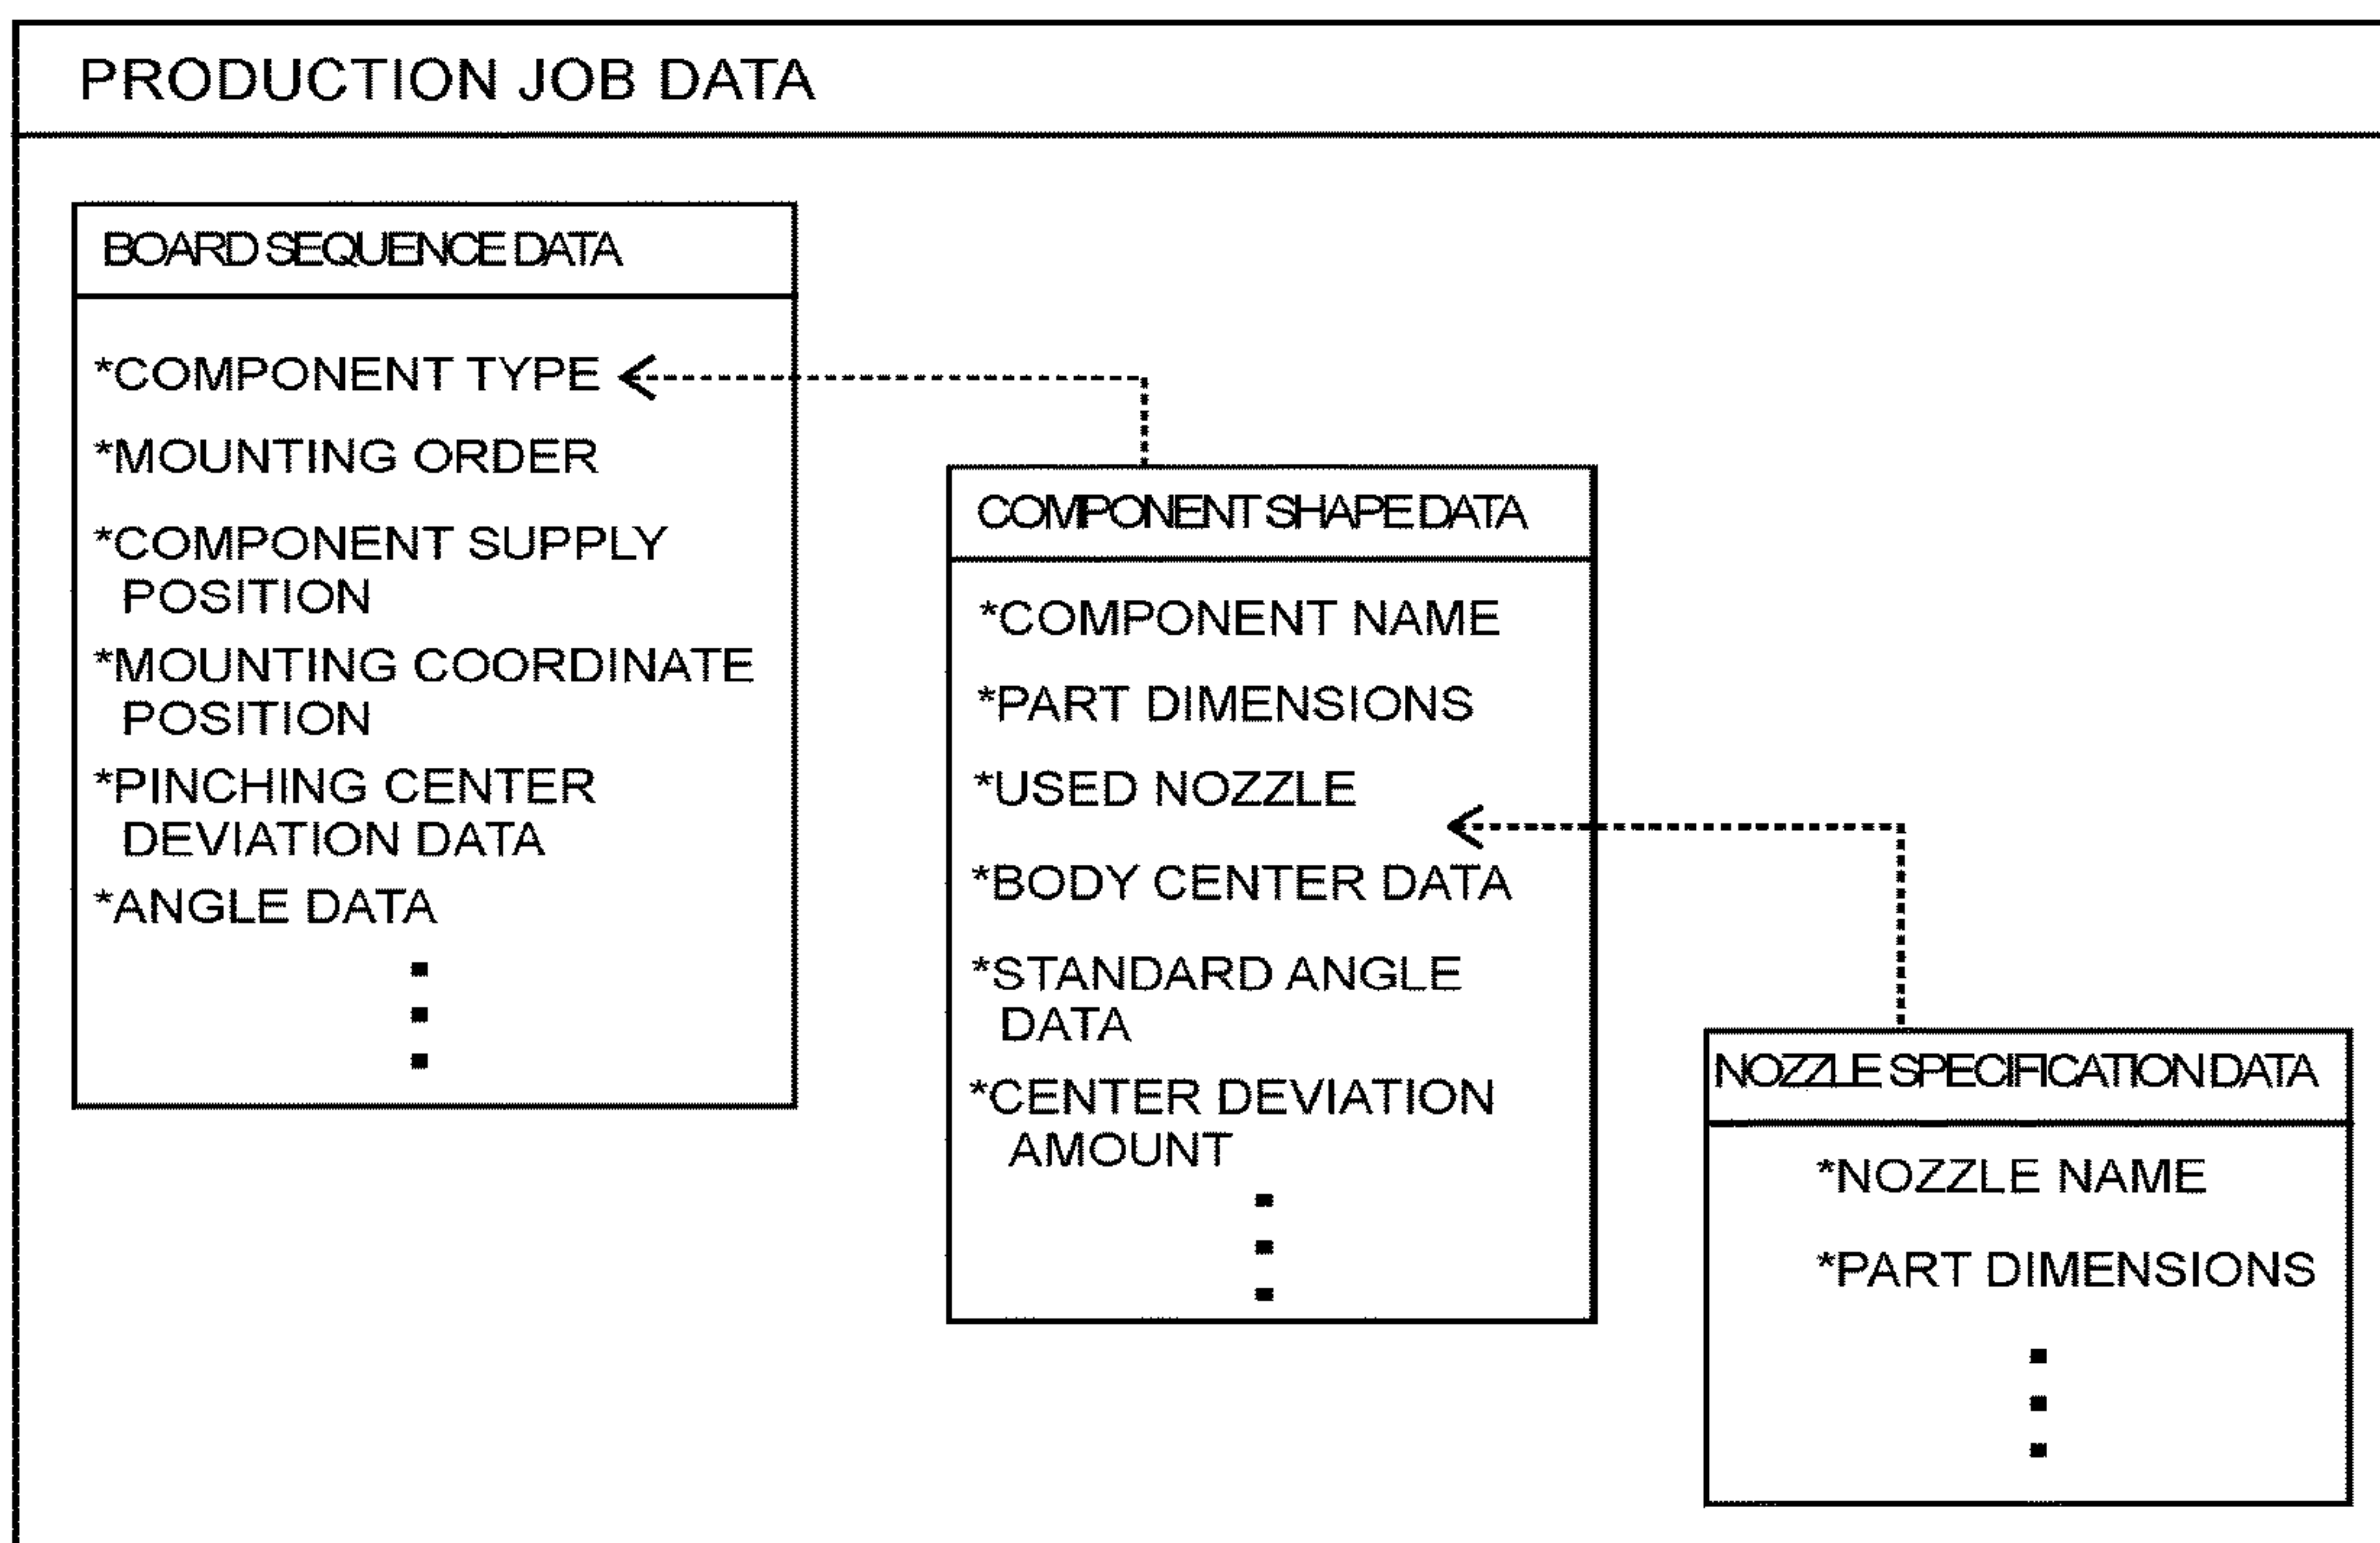 PRODUCTION JOB DATA
BOARD SEQUENCE DATA
*COMPONENT TYPE
*MOUNTING ORDER
*COMPONENT SUPPLY
POSITION
*MOUNTING COORDINATE
POSITION
*PINCHING CENTER
DEVIATION DATA
*ANGLE DATA
COMPONENT SHAPE DATA
*COMPONENT NAME
*PART DIMENSIONS
*USED NOZZLE
*BODY CENTER DATA
*STANDARD ANGLE
DATA
*CENTER DEVIATION
AMOUNT
NOZZLE SPECIFICATION DATA
*NOZZLE NAME
*PART DIMENSIONS